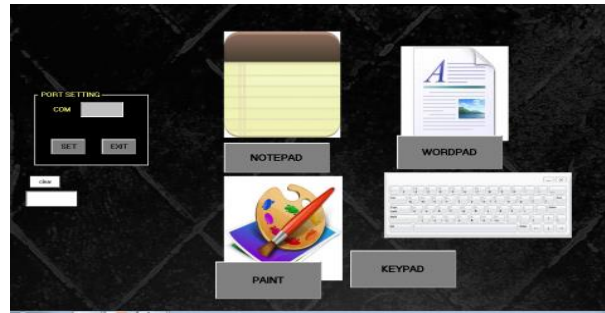 PORT SETTING
COM
SET
EXIT
clear
NOTEPAD
A
WORDPAD
PAINT
KEYPAD